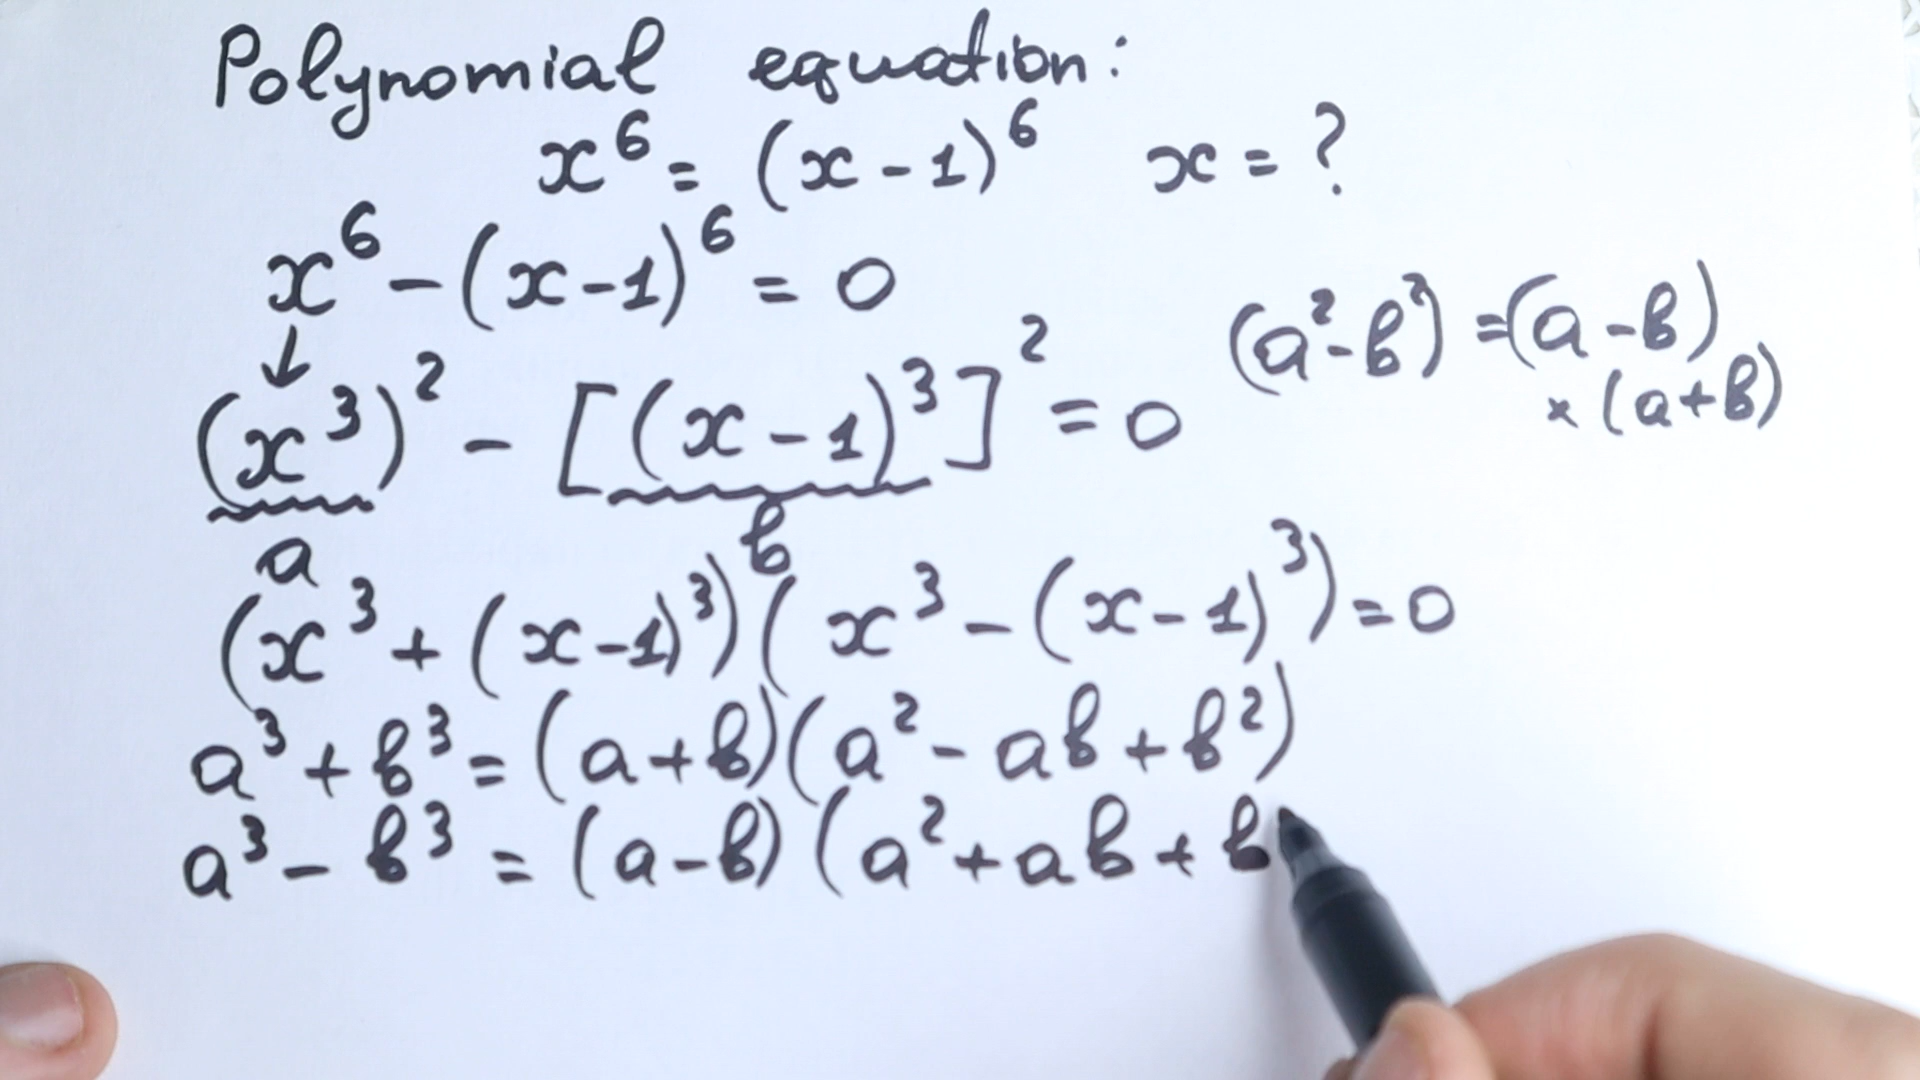 Polynomial equation:
x⁶ = (x - 1)⁶ x = ?
x⁶ - (x-1)⁶ = 0
↓
(x³)² - [(x - 1)³]² = 0
(a² - b²) = (a - b)
× (a + b)
a b
(x³ + (x-1)³)(x³ - (x - 1)³) = 0
a³ + b³ = (a + b)(a² - ab + b²)
a³ - b³ = (a - b)(a² + ab + b